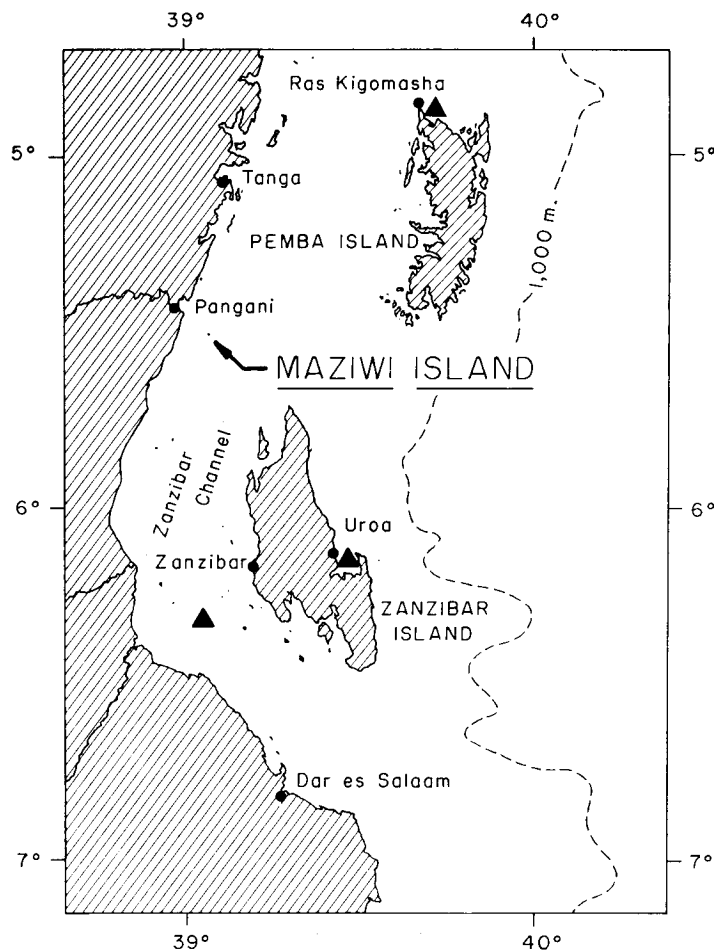 39°
40°
Ras Kigomasha
5°
5°
Tanga
PEMBA ISLAND
1,000 m.
Pangani
MAZIWI ISLAND
Zanzibar
Channel
6°
6°
Uroa
Zanzibar
ZANZIBAR
ISLAND
Dar es Salaam
7°
7°
39°
40°